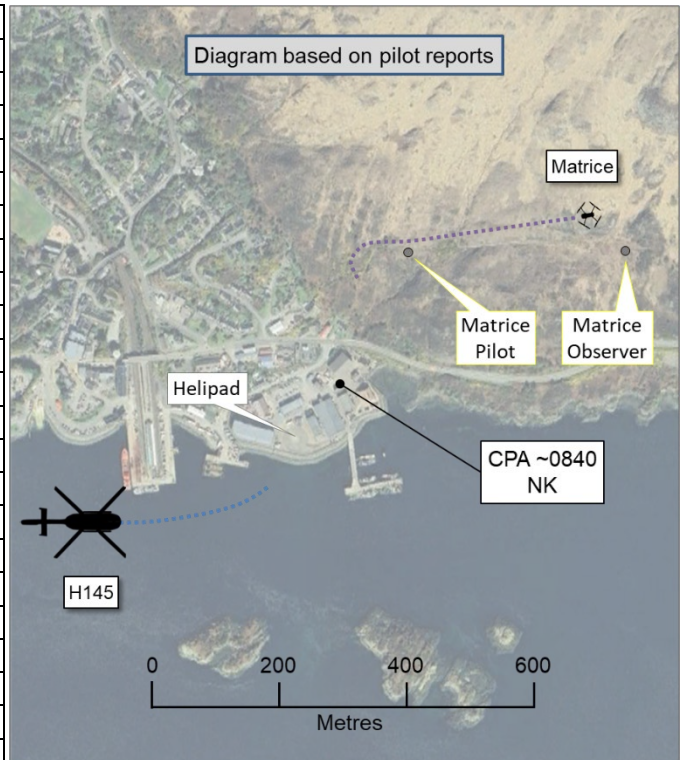 Diagram based on pilot reports
Matrice
Matrice
Pilot
Matrice
Observer
Helipad
CPA ~0840
NK
H145
0 200 400 600
Metres